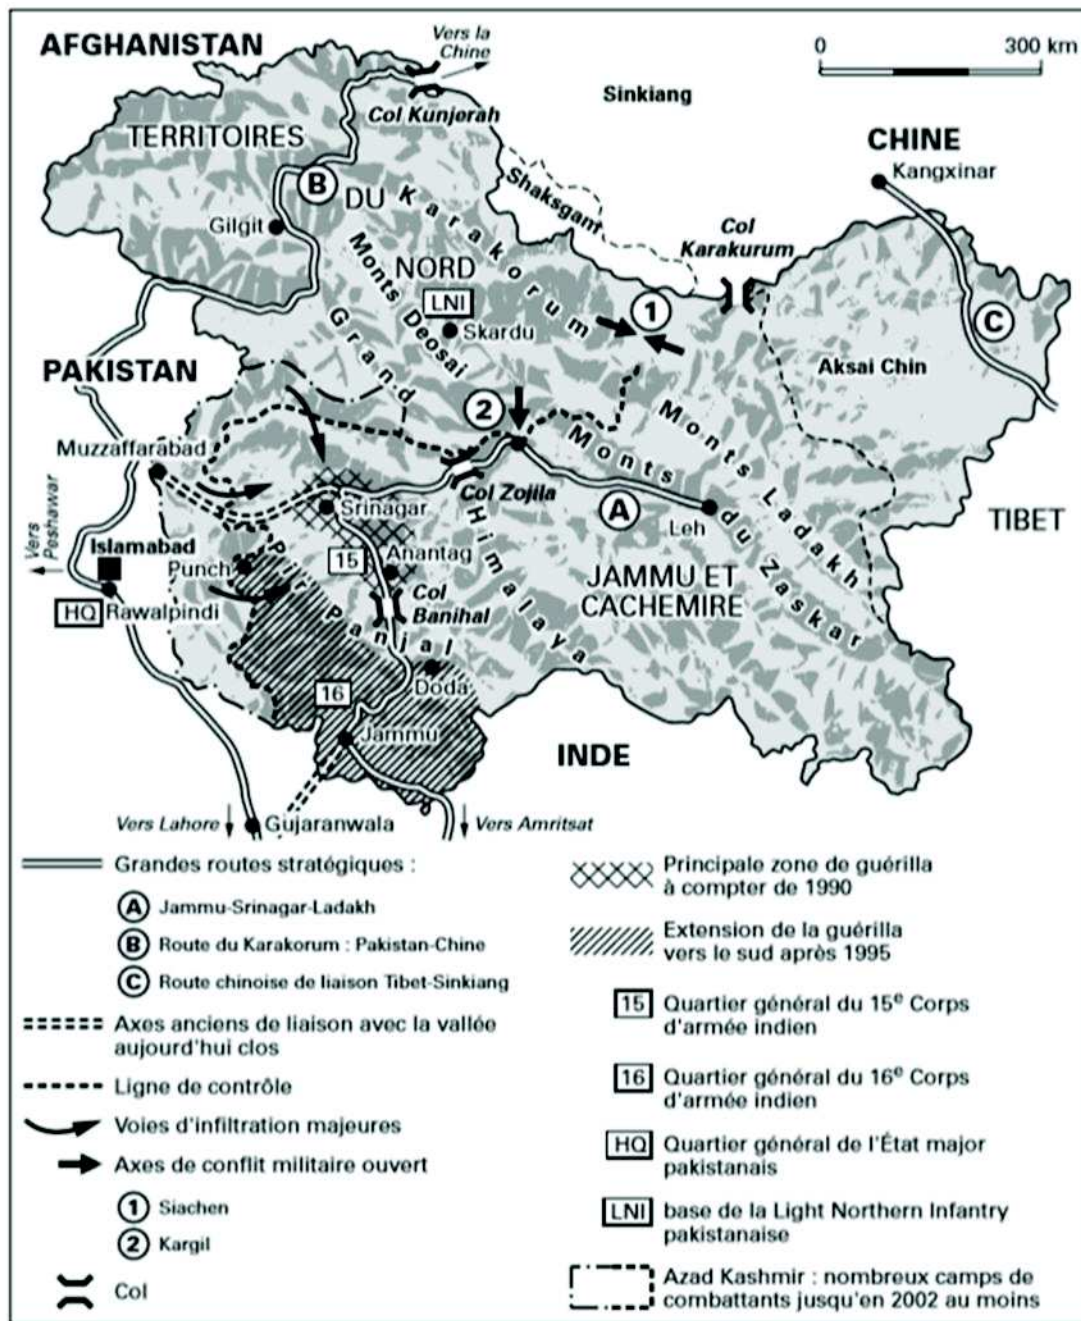 AFGHANISTAN
Vers la
Chine
0 300 km
Sinkiang
Col Kunjerah
TERRITOIRES
CHINE
Kangxinar
B
DU
Karakorum
Shaksgam
Gilgit
Col
Karakurum
NORD
Monts Deosai
LNI
Skardu
1
C
Grand
Himalaya
PAKISTAN
Aksai Chin
2
Monts
du Zaskar
Monts Ladakh
Muzzaffarabad
Col Zojila
Srinagar
A
Leh
TIBET
Vers
Peshawar
Islamabad
Punch
15
Anantag
JAMMU ET
CACHEMIRE
HQ
Rawalpindi
Pir Panjal
Col
Banihal
16
Doda
Jammu
INDE
Vers Lahore
Gujaranwala
Vers Amritsat
Grandes routes stratégiques :
A Jammu-Srinagar-Ladakh
B Route du Karakorum : Pakistan-Chine
C Route chinoise de liaison Tibet-Sinkiang
Axes anciens de liaison avec la vallée
aujourd'hui clos
Ligne de contrôle
Voies d'infiltration majeures
Axes de conflit militaire ouvert
1 Siachen
2 Kargil
Col
Principale zone de guérilla
à compter de 1990
Extension de la guérilla
vers le sud après 1995
15 Quartier général du 15e Corps
d'armée indien
16 Quartier général du 16e Corps
d'armée indien
HQ Quartier général de l'État major
pakistanais
LNI base de la Light Northern Infantry
pakistanaise
Azad Kashmir : nombreux camps de
combattants jusqu'en 2002 au moins